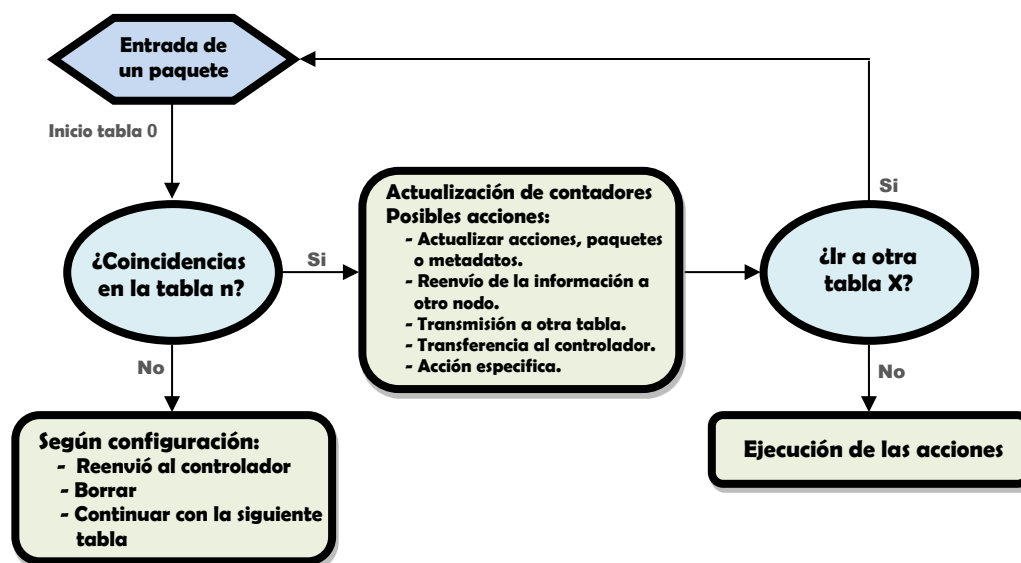 Entrada de
un paquete
Inicio tabla 0
¿Coincidencias
en la tabla n?
Si
No
Según configuración:
- Reenvió al controlador
- Borrar
- Continuar con la siguiente
tabla
Actualización de contadores
Posibles acciones:
- Actualizar acciones, paquetes
o metadatos.
- Reenvío de la información a
otro nodo.
- Transmisión a otra tabla.
- Transferencia al controlador.
- Acción especifica.
¿Ir a otra
tabla X?
Si
No
Ejecución de las acciones